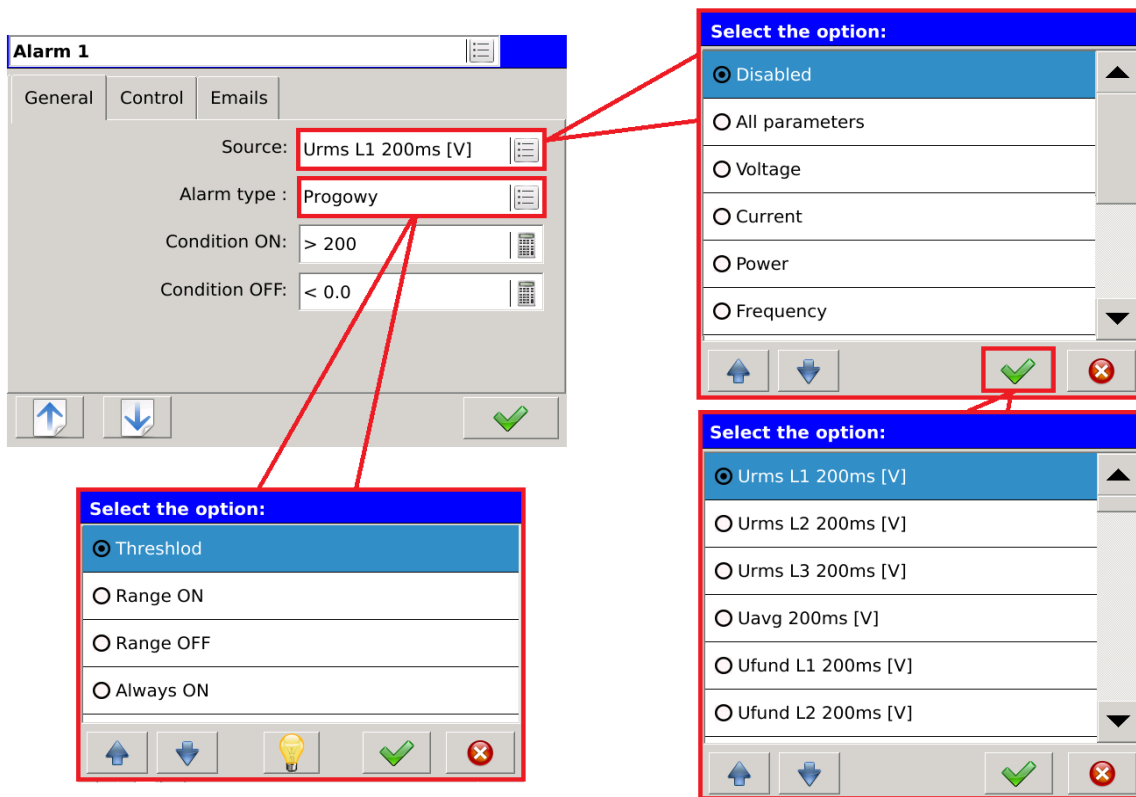 Alarm 1
General Control Emails
Source: Urms L1 200ms [V]
Alarm type : Progowy
Condition ON: > 200
Condition OFF: < 0.0
Select the option:
Disabled
All parameters
Voltage
Current
Power
Frequency
Select the option:
Threshlod
Range ON
Range OFF
Always ON
Select the option:
Urms L1 200ms [V]
Urms L2 200ms [V]
Urms L3 200ms [V]
Uavg 200ms [V]
Ufund L1 200ms [V]
Ufund L2 200ms [V]